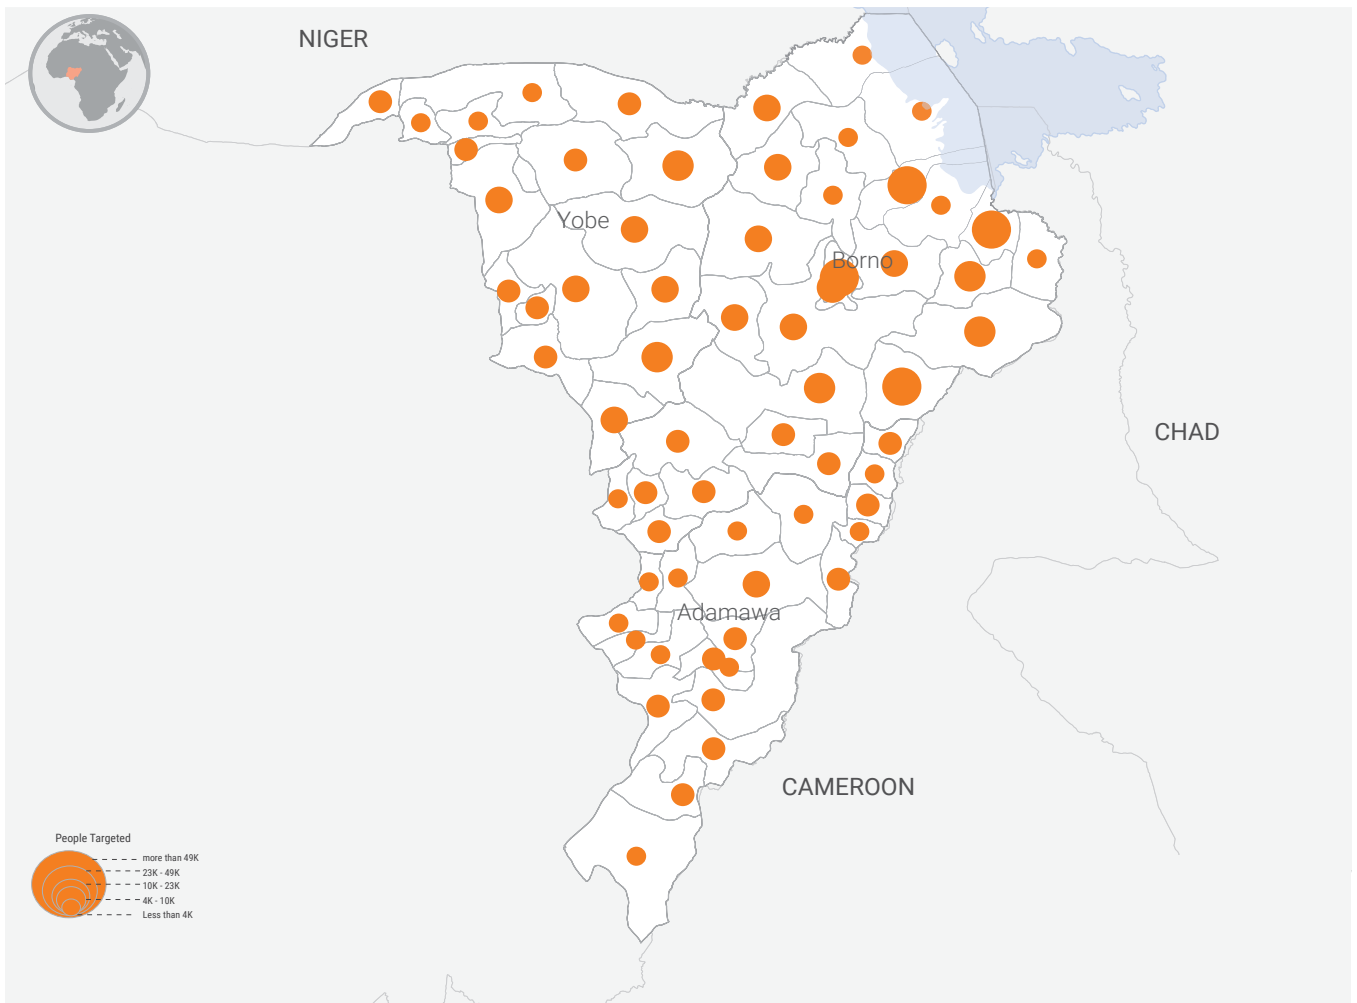 NIGER
Yobe
Borno
CHAD
Adamawa
CAMEROON
People Targeted
more than 49K
23K - 49K
10K - 23K
4K - 10K
Less than 4K